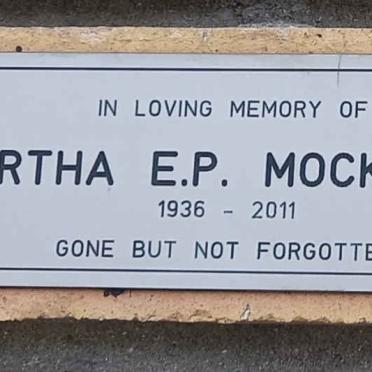 IN LOVING MEMORY OF
RTHA E.P. MOCK
1936 - 2011
GONE BUT NOT FORGOTTE